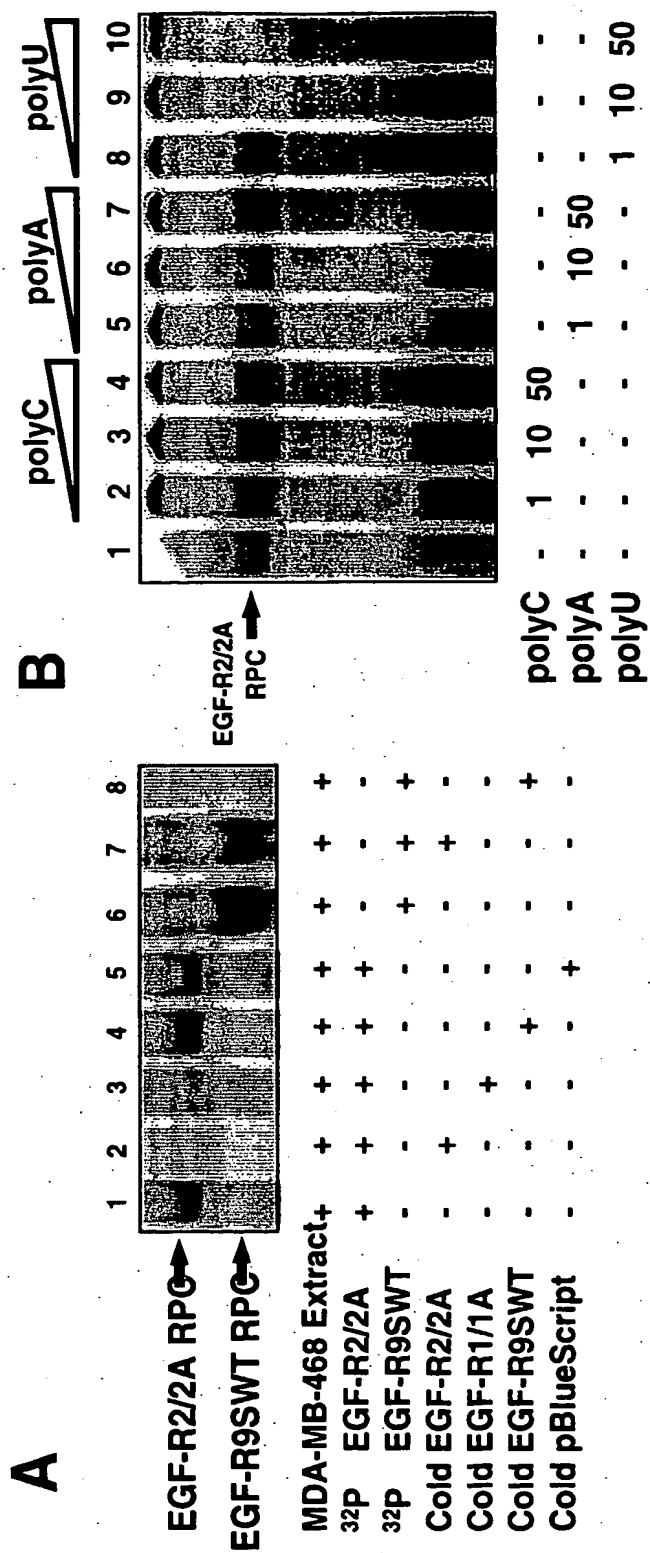 A
1 2 3 4 5 6 7 8
EGF-R2/2A RPC
EGF-R9SWT RPC
MDA-MB-468 Extract + + + + + + + +
32P EGF-R2/2A + + + + + - - -
32P EGF-R9SWT - - - - - + + +
Cold EGF-R2/2A - + - - - - + -
Cold EGF-R1/1A - - + - - - - -
Cold EGF-R9SWT - - - + - - - +
Cold pBlueScript - - - - + - - -
B
polyC polyA polyU
1 2 3 4 5 6 7 8 9 10
EGF-R2/2A
RPC
polyC - 1 10 50 - - - - - -
polyA - - - - 1 10 50 - - -
polyU - - - - - - - 1 10 50